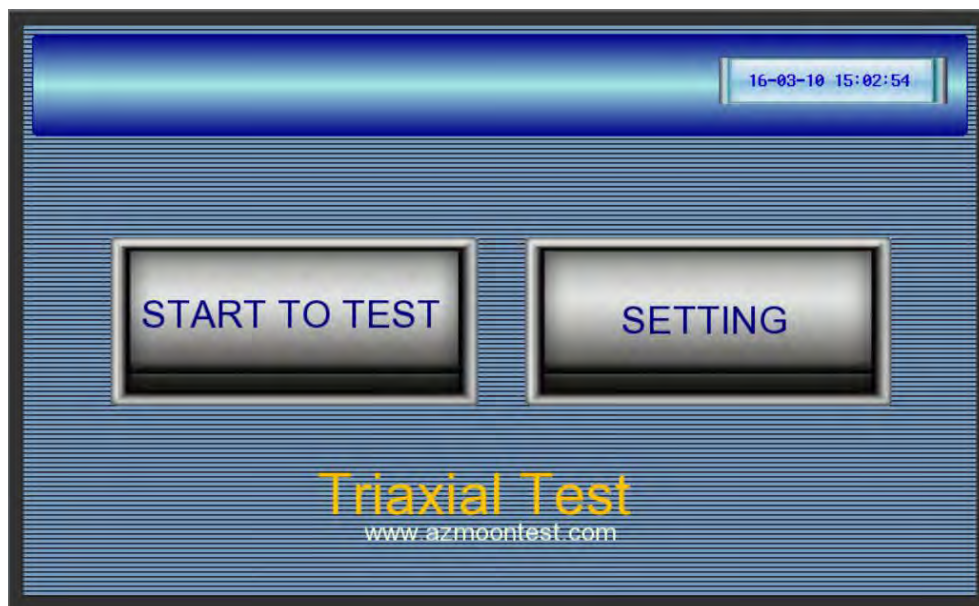 16-03-10 15:02:54
START TO TEST
SETTING
Triaxial Test
www.azmoontest.com